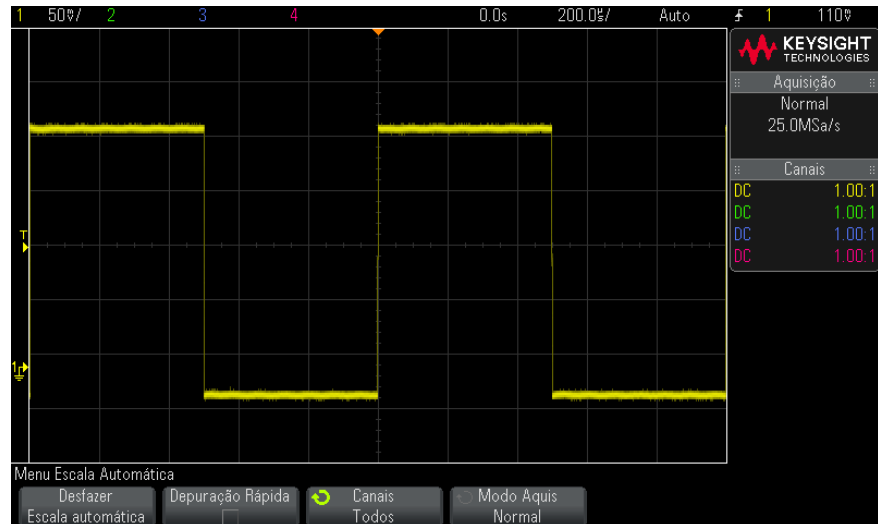 1 50V/ 2 3 4 0.0s 200.0µ/ Auto 1 110V
KEYSIGHT
TECHNOLOGIES
Aquisição
Normal
25.0MSa/s
Canais
DC 1.00:1
DC 1.00:1
DC 1.00:1
DC 1.00:1
T
1
Menu Escala Automática
Desfazer
Escala automática
Depuração Rápida
Canais
Todos
Modo Aquis
Normal